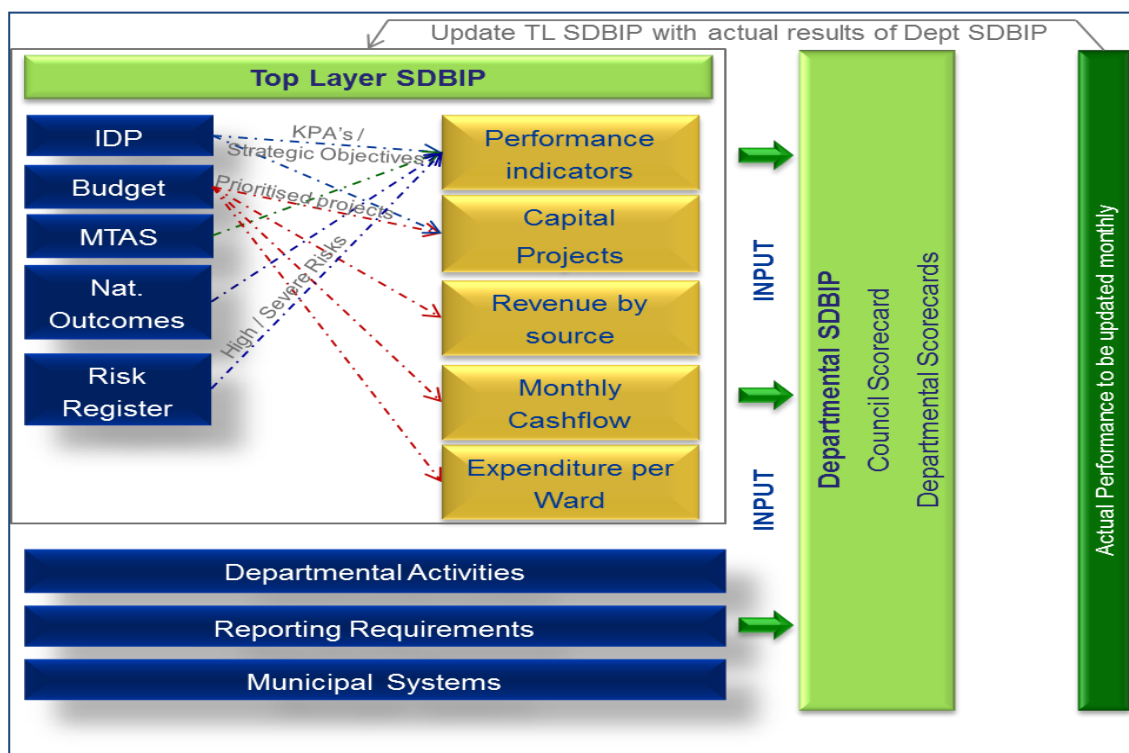 Update TL SDBIP with actual results of Dept SDBIP
Top Layer SDBIP
IDP
Budget
MTAS
Nat.
Outcomes
Risk
Register
KPA's /
Strategic Objectives
Prioritised projects
High / Severe Risks
Performance
indicators
Capital
Projects
Revenue by
source
Monthly
Cashflow
Expenditure per
Ward
INPUT
INPUT
Departmental SDBIP
Council Scorecard
Departmental Scorecards
Actual Performance to be updated monthly
Departmental Activities
Reporting Requirements
Municipal Systems